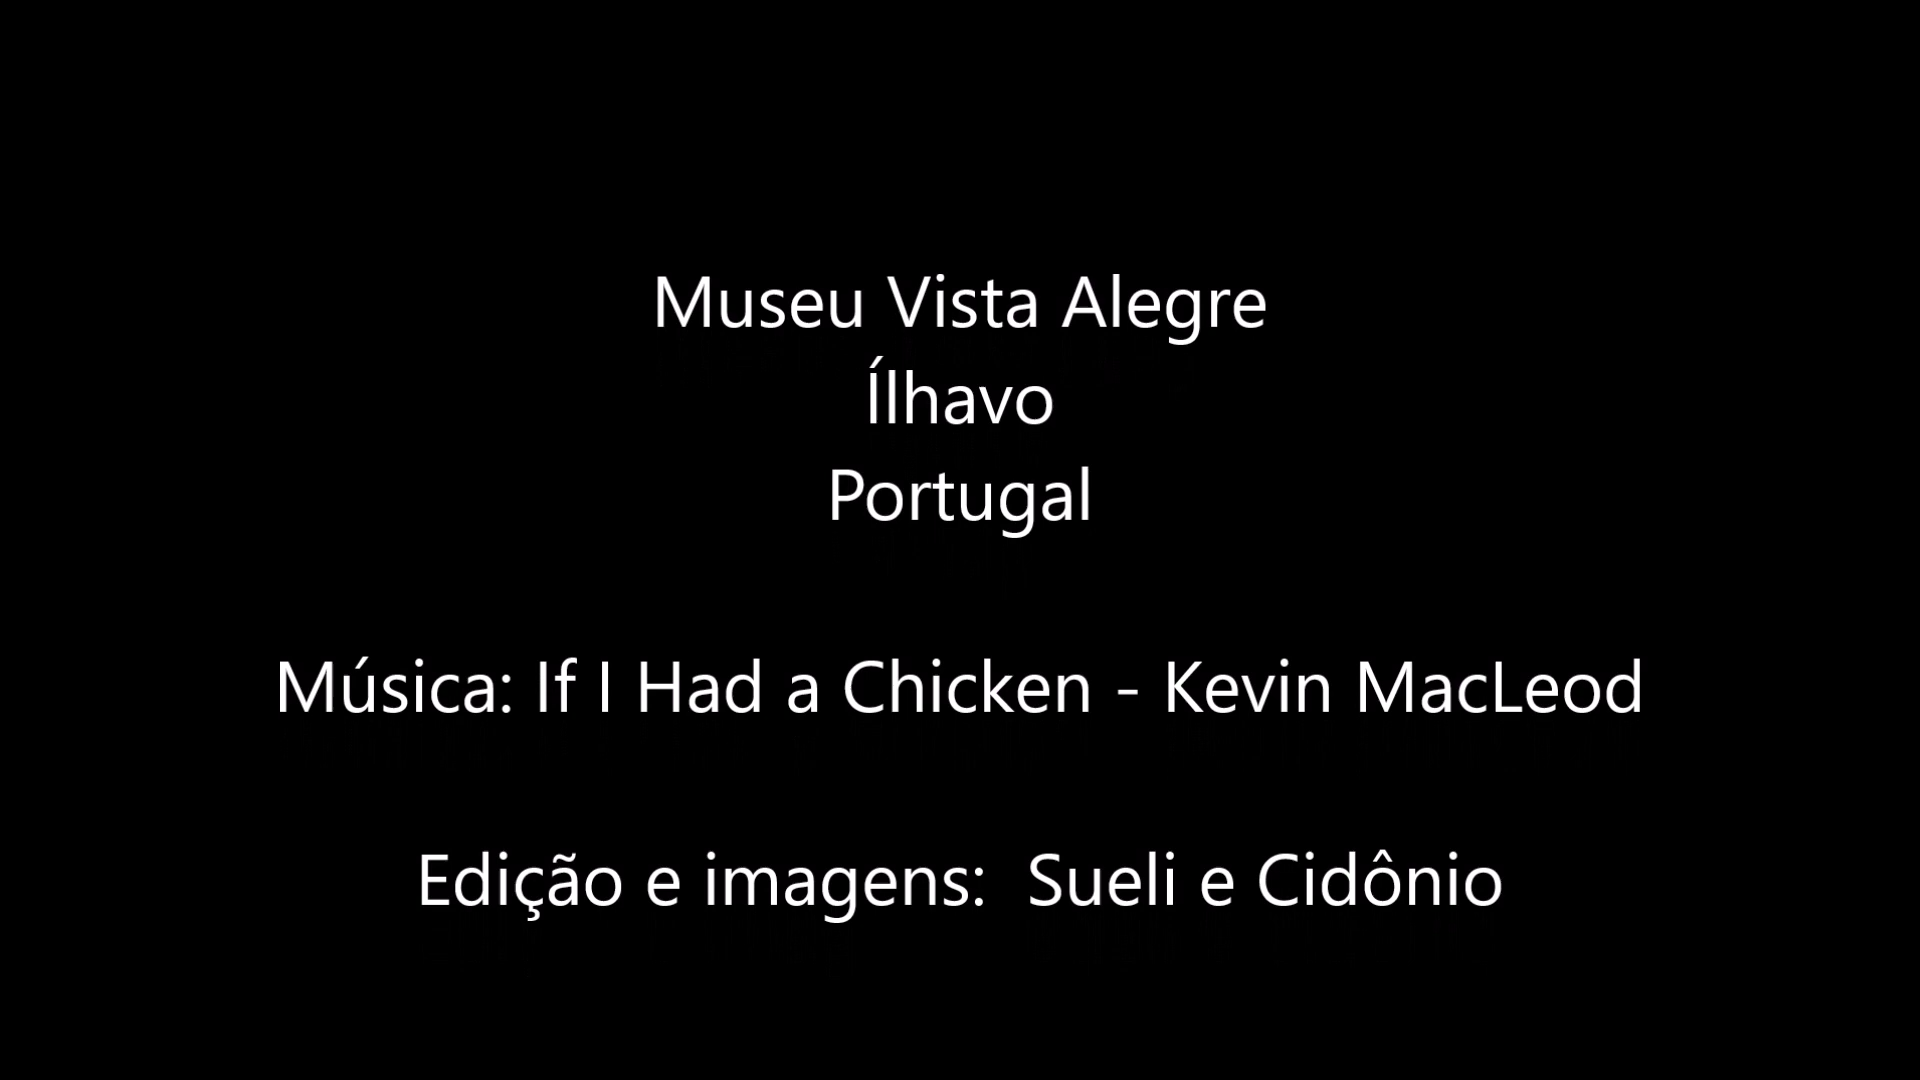 Museu Vista Alegre
Ílhavo
Portugal
Música: If I Had a Chicken - Kevin MacLeod
Edição e imagens:  Sueli e Cidônio